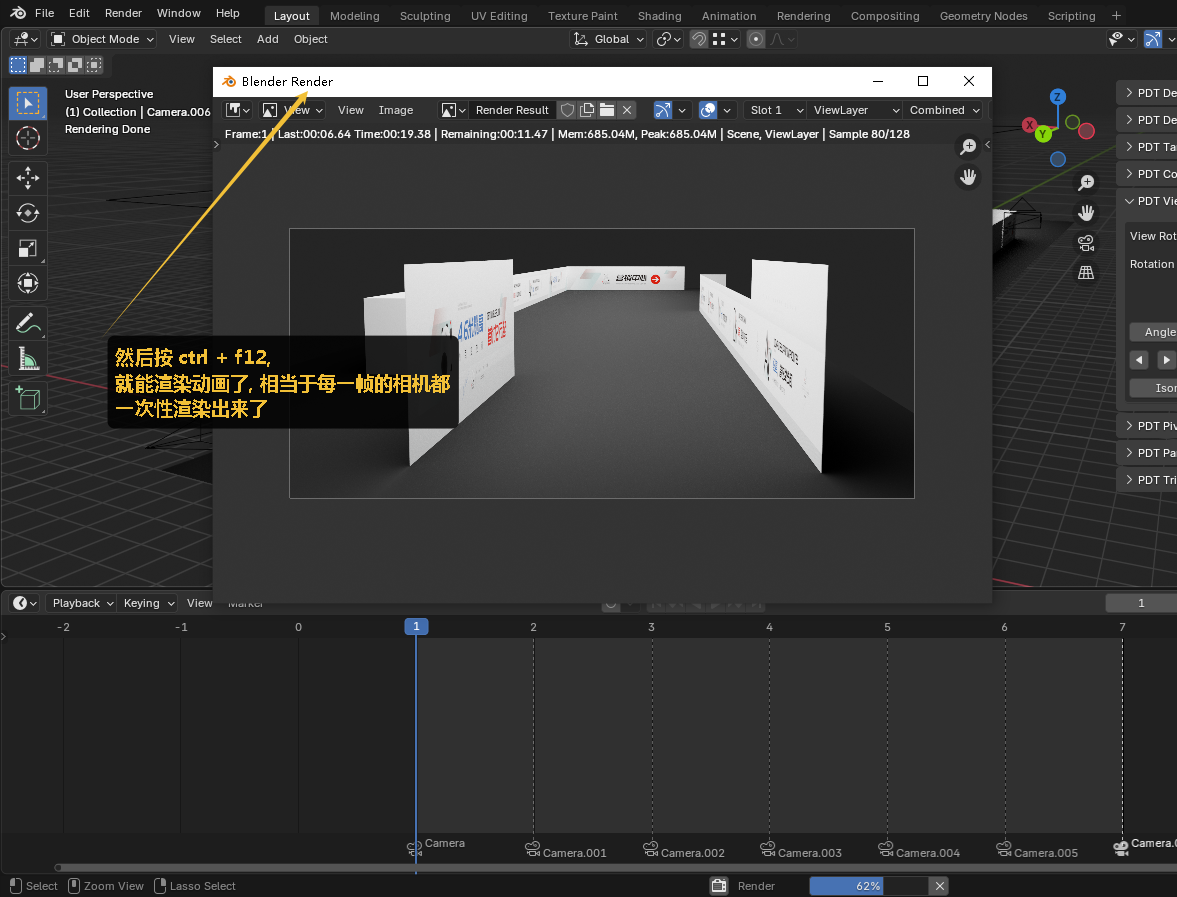 File Edit Render Window Help Layout Modeling Sculpting UV Editing Texture Paint Shading Animation Rendering Compositing Geometry Nodes Scripting +
Object Mode View Select Add Object Global
User Perspective
(1) Collection | Camera.006
Rendering Done
Blender Render
View View Image Render Result Slot 1 ViewLayer Combined
Frame:1 | Last:00:06.64 Time:00:19.38 | Remaining:00:11.47 | Mem:685.04M, Peak:685.04M | Scene, ViewLayer | Sample 80/128
Z
X
Y
PDT De
PDT De
PDT Ta
PDT Co
PDT Vie
View Rot
Rotation
Angle
Isor
PDT Piv
PDT Pa
PDT Tri
营销中心
然后按 ctrl + f12,
就能渲染动画了, 相当于每一帧的相机都
一次性渲染出来了
Playback Keying View Marker 1
-2 -1 0 1 2 3 4 5 6 7
Camera Camera.001 Camera.002 Camera.003 Camera.004 Camera.005 Camera.0
Select Zoom View Lasso Select Render 62%